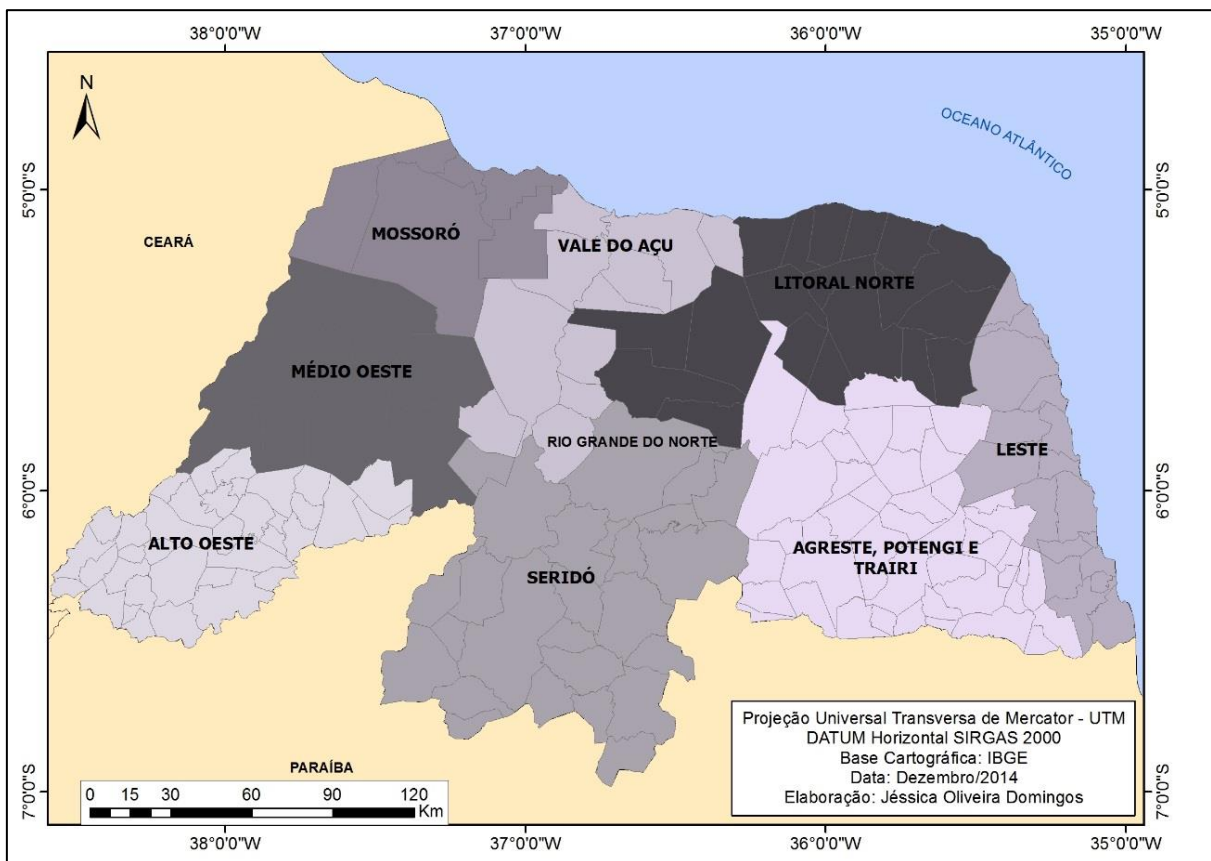 38°0'0"W
37°0'0"W
36°0'0"W
35°0'0"W
N
OCEANO ATLÂNTICO
5°0'0"S
5°0'0"S
CEARÁ
MOSSORÓ
VALE DO AÇU
LITORAL NORTE
MÉDIO OESTE
RIO GRANDE DO NORTE
LESTE
6°0'0"S
6°0'0"S
ALTO OESTE
SERIDÓ
AGRESTE, POTENGI E
TRAIRI
PARAÍBA
0 15 30 60 90 120
Km
Projeção Universal Transversa de Mercator - UTM
DATUM Horizontal SIRGAS 2000
Base Cartográfica: IBGE
Data: Dezembro/2014
Elaboração: Jéssica Oliveira Domingos
7°0'0"S
7°0'0"S
38°0'0"W
37°0'0"W
36°0'0"W
35°0'0"W